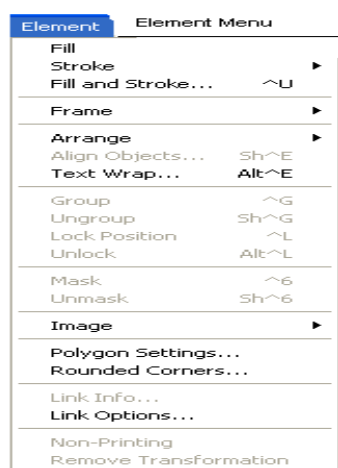 Element Element Menu
Fill
Stroke
Fill and Stroke... ^U
Frame
Arrange
Align Objects... Sh^E
Text Wrap... Alt^E
Group ^G
Ungroup Sh^G
Lock Position ^L
Unlock Alt^L
Mask ^6
Unmask Sh^6
Image
Polygon Settings...
Rounded Corners...
Link Info...
Link Options...
Non-Printing
Remove Transformation